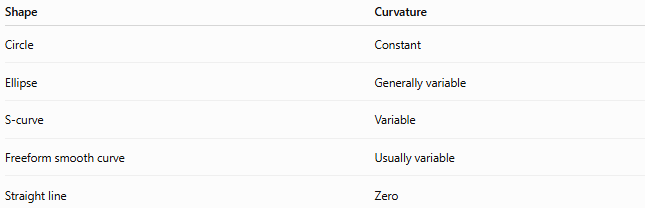 Shape Curvature
Circle Constant
Ellipse Generally variable
S-curve Variable
Freeform smooth curve Usually variable
Straight line Zero